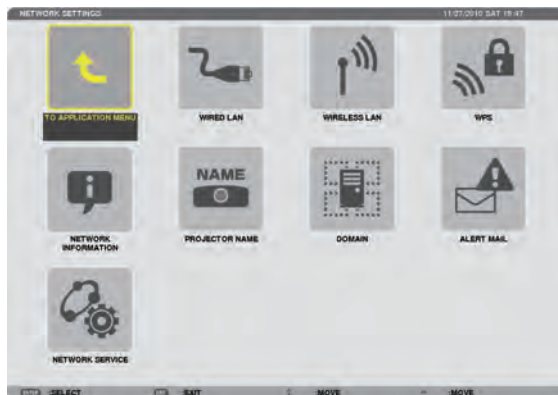 NETWORK SETTINGS 11/27/2010 SAT 16:47
TO APPLICATION MENU
WIRED LAN
WIRELESS LAN
WPS
NETWORK
INFORMATION
NAME
PROJECTOR NAME
DOMAIN
ALERT MAIL
NETWORK SERVICE
:SELECT :EXIT :MOVE :MOVE